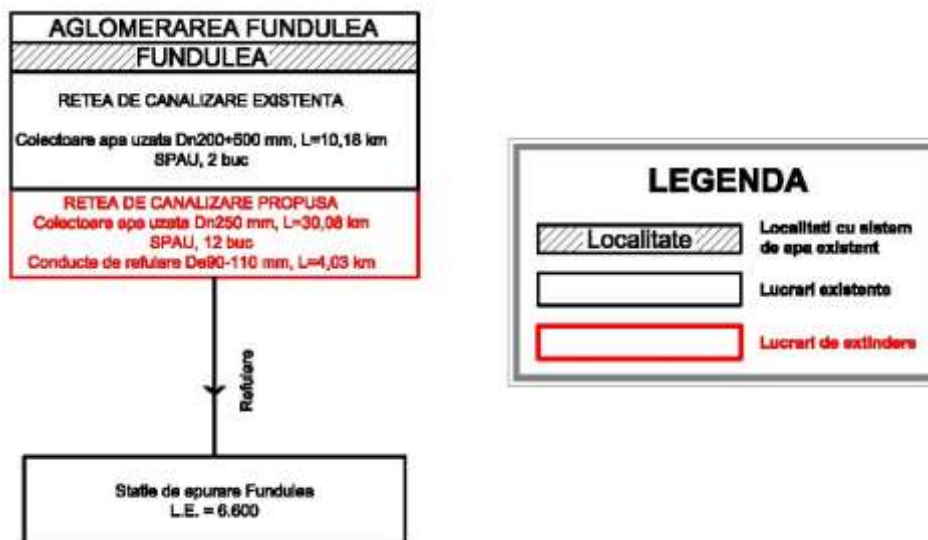 AGLOMERAREA FUNDULEA
FUNDULEA
RETEA DE CANALIZARE EXISTENTA
Colectoare apa uzata Dn200÷500 mm, L=10,18 km
SPAU, 2 buc
RETEA DE CANALIZARE PROPUSA
Colectoare apa uzata Dn250 mm, L=30,08 km
SPAU, 12 buc
Conducte de refulare De90-110 mm, L=4,03 km
Refulare
Statie de epurare Fundulea
L.E. = 6.600
LEGENDA
Localitate
Localitati cu sistem
de apa existent
Lucrari existente
Lucrari de extindere